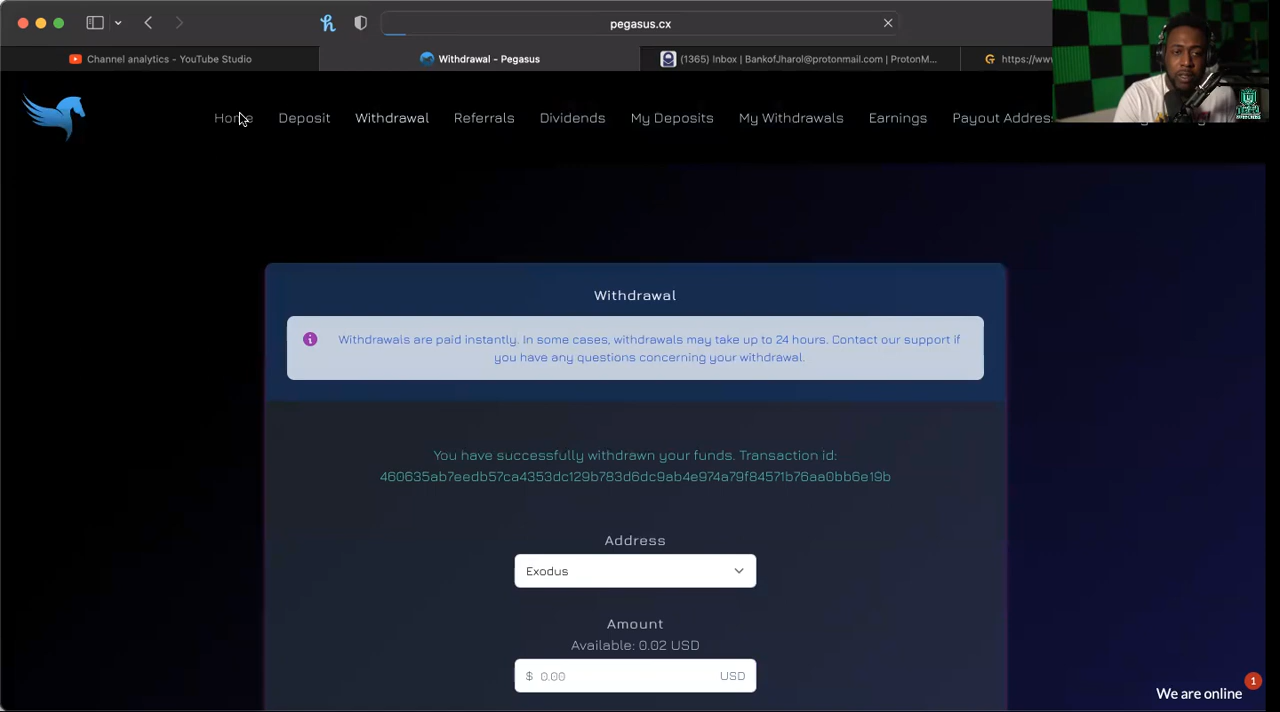 pegasus.cx
Channel analytics - YouTube Studio
Withdrawal - Pegasus
(1365) Inbox | BankofJharol@protonmail.com | ProtonM...
https://ww
Home
Deposit
Withdrawal
Referrals
Dividends
My Deposits
My Withdrawals
Earnings
Payout Address
Withdrawal
Withdrawals are paid instantly. In some cases, withdrawals may take up to 24 hours. Contact our support if
you have any questions concerning your withdrawal.
You have successfully withdrawn your funds. Transaction id:
460635ab7eedb57ca4353dc129b783d6dc9ab4e974a79f84571b76aa0bb6e19b
Address
Exodus
Amount
Available: 0.02 USD
$ 0.00 USD
We are online
1